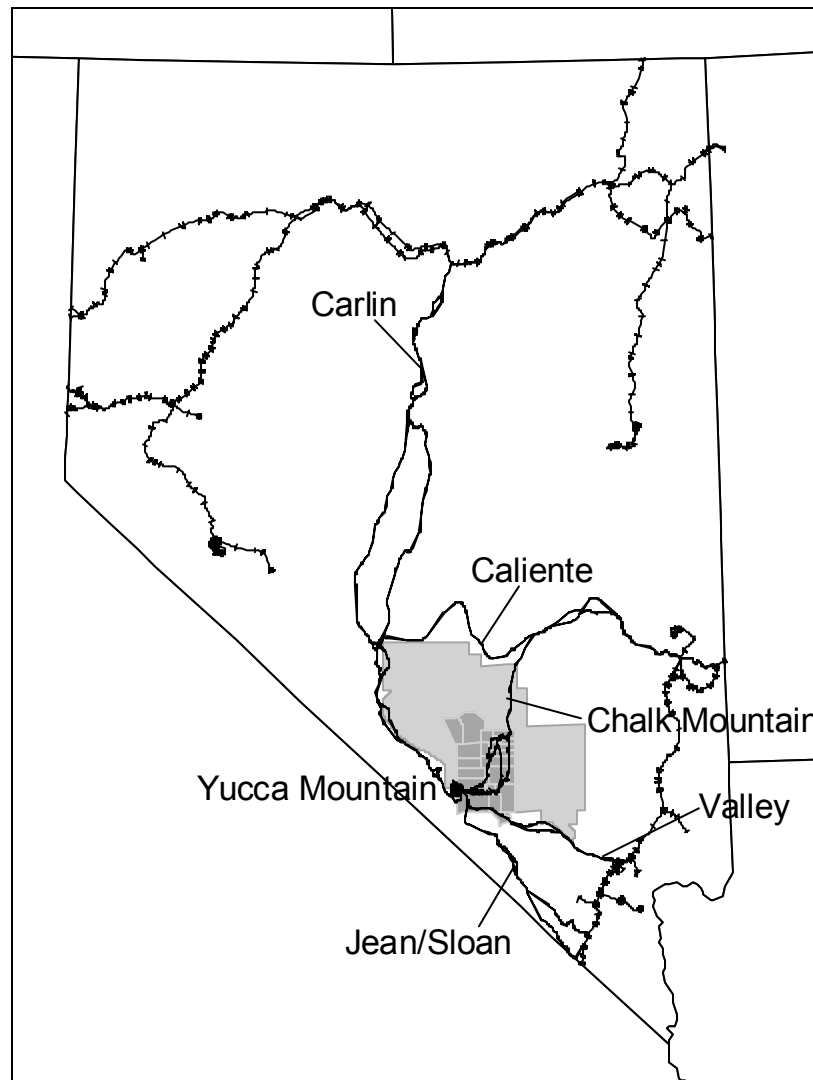 Carlin
Caliente
Chalk Mountain
Yucca Mountain
Valley
Jean/Sloan